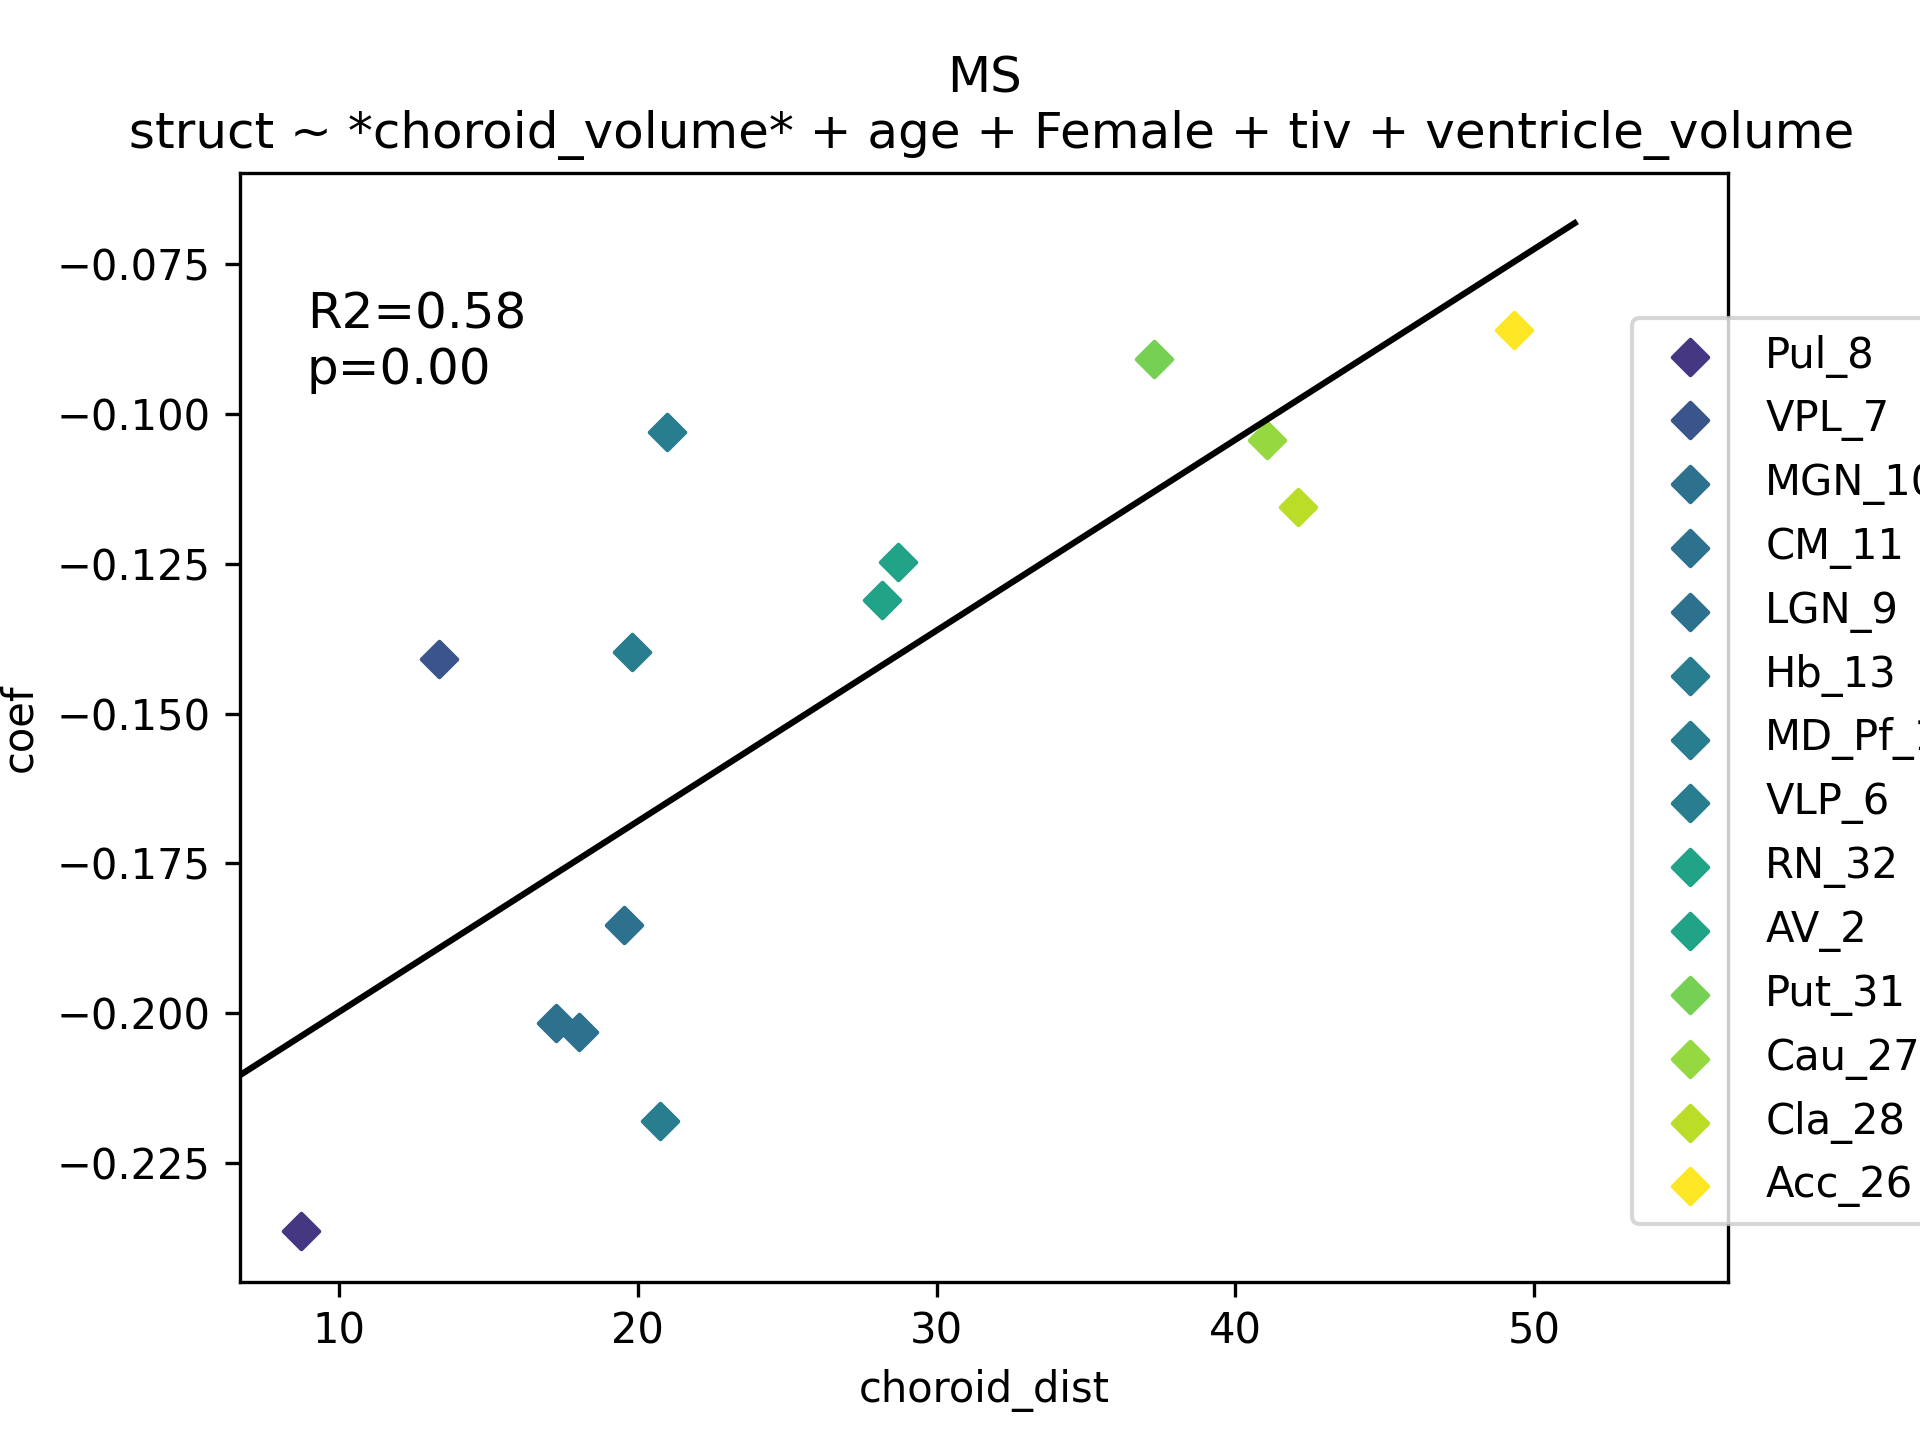 MS
struct ~ *choroid_volume* + age + Female + tiv + ventricle_volume
R2=0.58
p=0.00
−0.075
−0.100
−0.125
−0.150
−0.175
−0.200
−0.225
coef
10 20 30 40 50
choroid_dist
Pul_8
VPL_7
MGN_10
CM_11
LGN_9
Hb_13
MD_Pf_
VLP_6
RN_32
AV_2
Put_31
Cau_27
Cla_28
Acc_26